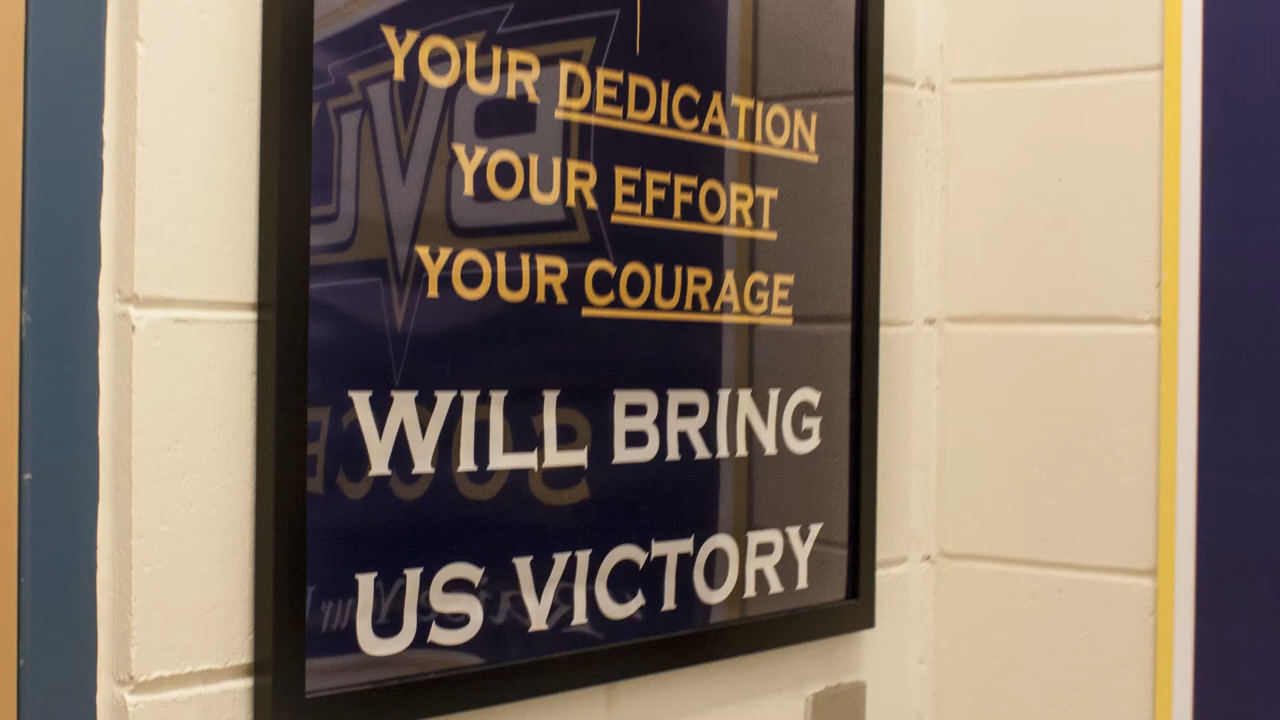 YOUR DEDICATION
YOUR EFFORT
YOUR COURAGE
WILL BRING
US VICTORY